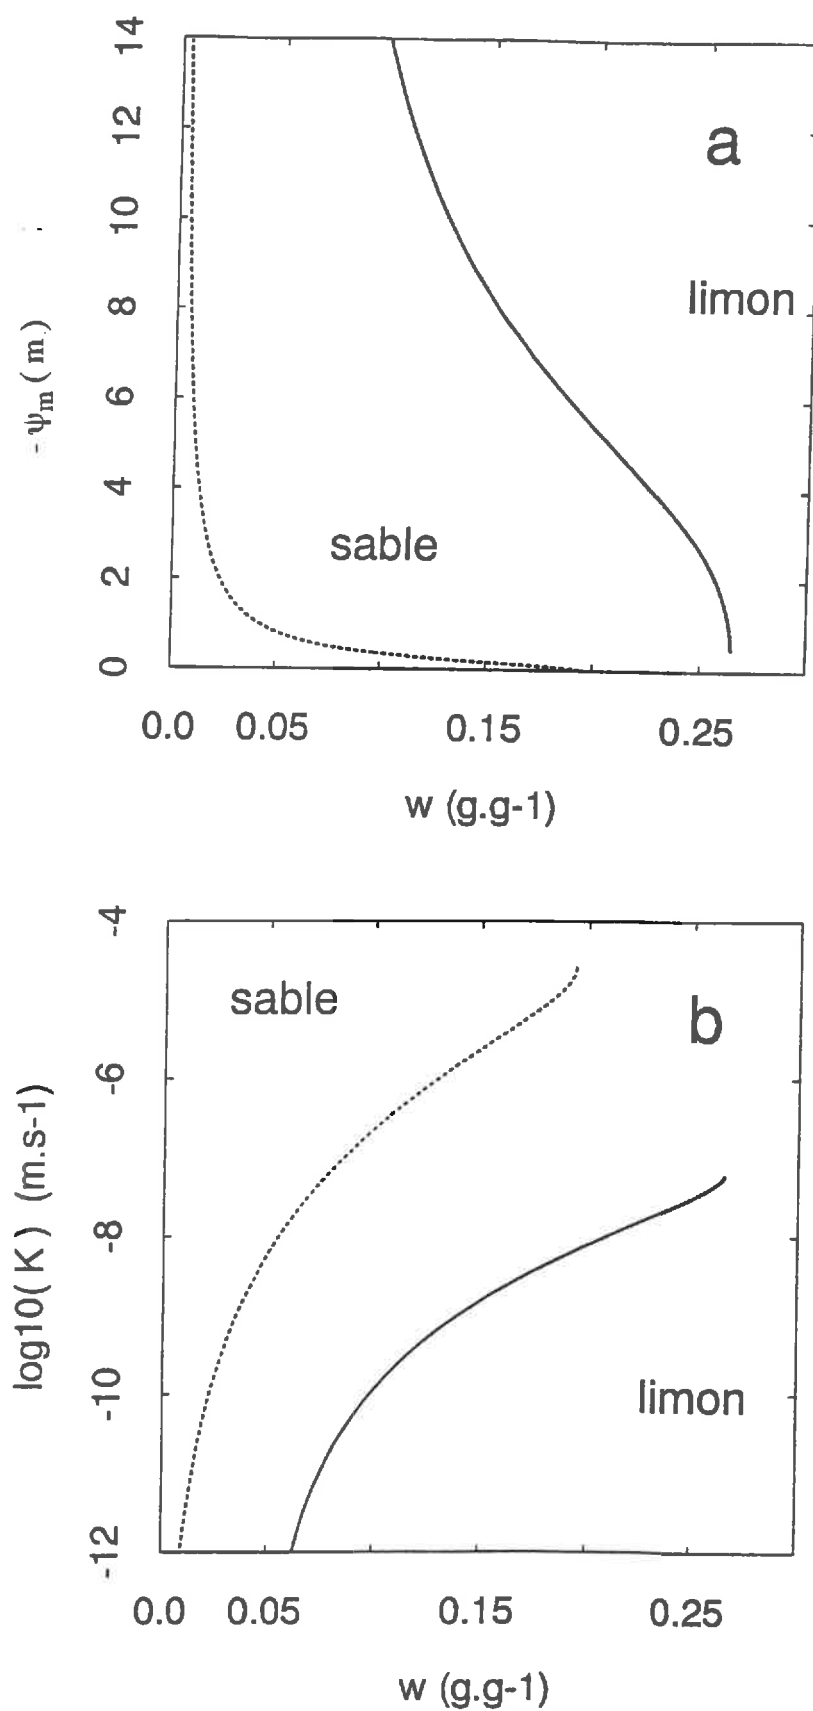 14
12
10
8
6
4
2
0
- ψm ( m )
a
limon
sable
0.0 0.05 0.15 0.25
w (g.g-1)
-4
-6
-8
-10
-12
log10( K ) (m.s-1)
sable
b
limon
0.0 0.05 0.15 0.25
w (g.g-1)